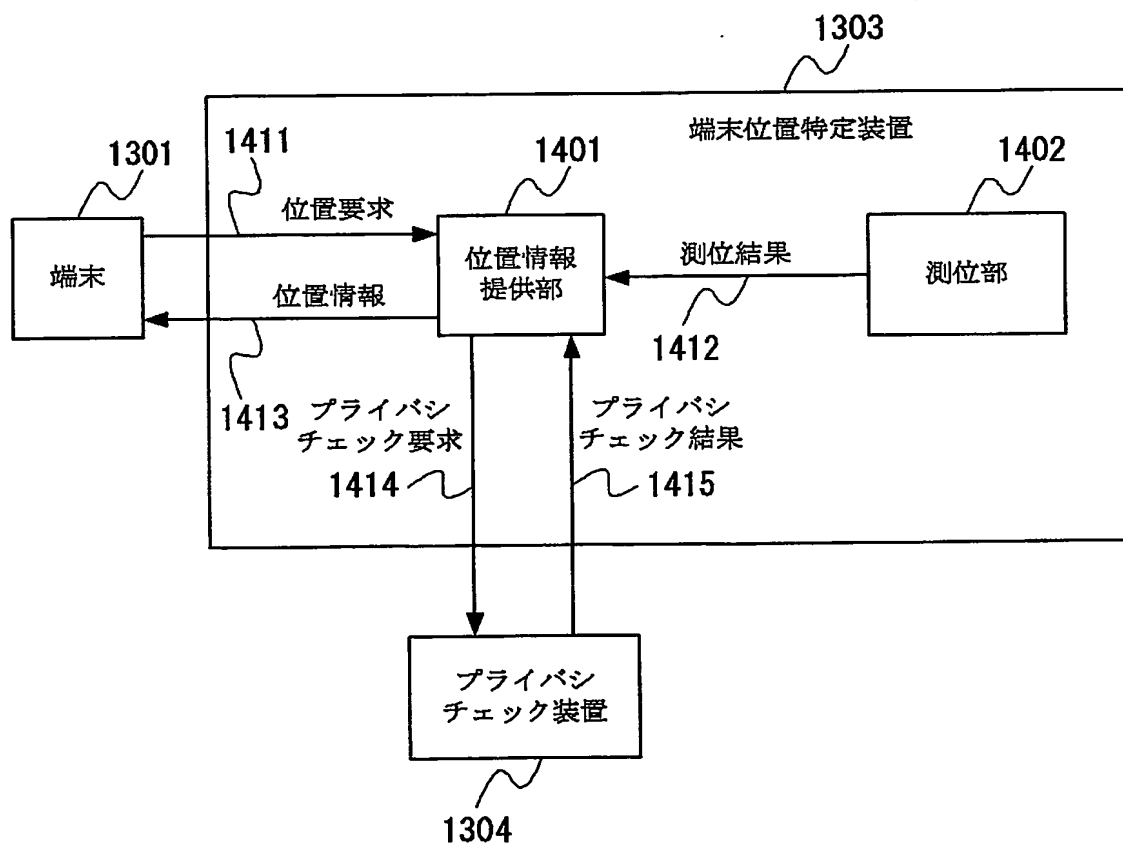 1303
端末位置特定装置
1301
1411
1401
1402
位置要求
端末
位置情報
提供部
測位結果
測位部
位置情報
1412
1413
プライバシ
チェック要求
1414
プライバシ
チェック結果
1415
プライバシ
チェック装置
1304